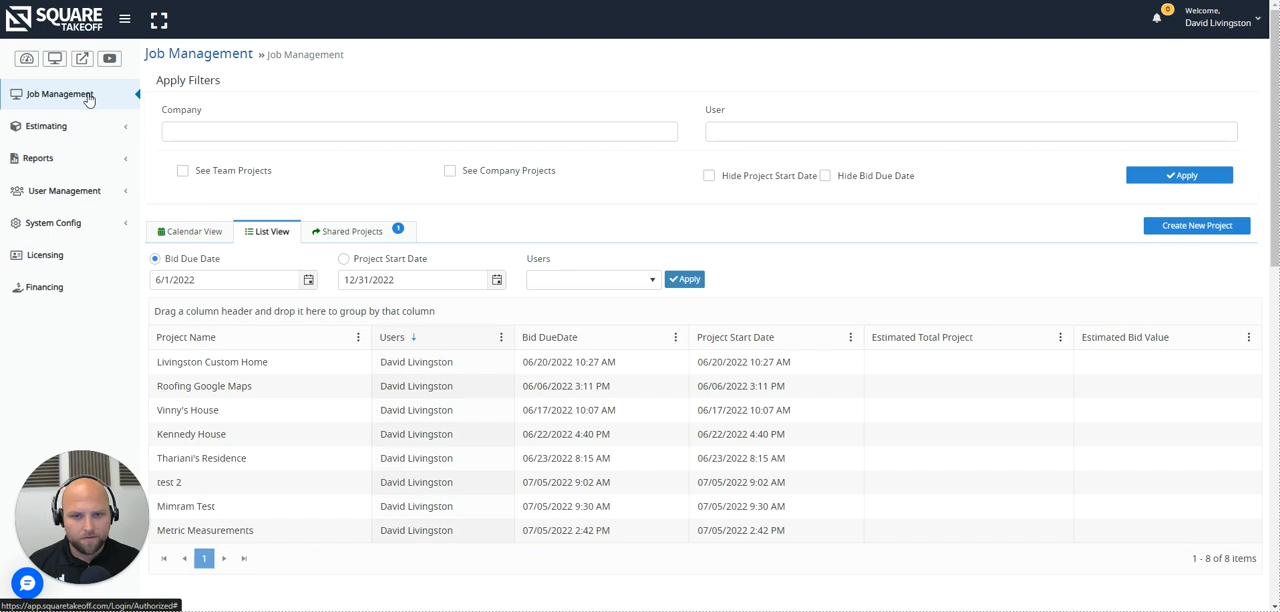 SQUARE
TAKEOFF
0
Welcome,
David Livingston
Job Management
Estimating
Reports
User Management
System Config
Licensing
Financing
Job Management » Job Management
Apply Filters
Company
User
See Team Projects
See Company Projects
Hide Project Start Date
Hide Bid Due Date
Apply
Calendar View
List View
Shared Projects
1
Create New Project
Bid Due Date
Project Start Date
Users
6/1/2022
12/31/2022
Apply
Drag a column header and drop it here to group by that column
Project Name Users Bid DueDate Project Start Date Estimated Total Project Estimated Bid Value
Livingston Custom Home David Livingston 06/20/2022 10:27 AM 06/20/2022 10:27 AM
Roofing Google Maps David Livingston 06/06/2022 3:11 PM 06/06/2022 3:11 PM
Vinny's House David Livingston 06/17/2022 10:07 AM 06/17/2022 10:07 AM
Kennedy House David Livingston 06/22/2022 4:40 PM 06/22/2022 4:40 PM
Thariani's Residence David Livingston 06/23/2022 8:15 AM 06/23/2022 8:15 AM
test 2 David Livingston 07/05/2022 9:02 AM 07/05/2022 9:02 AM
Mimram Test David Livingston 07/05/2022 9:30 AM 07/05/2022 9:30 AM
Metric Measurements David Livingston 07/05/2022 2:42 PM 07/05/2022 2:42 PM
1
1 - 8 of 8 items
https://app.squaretakeoff.com/Login/Authorized#